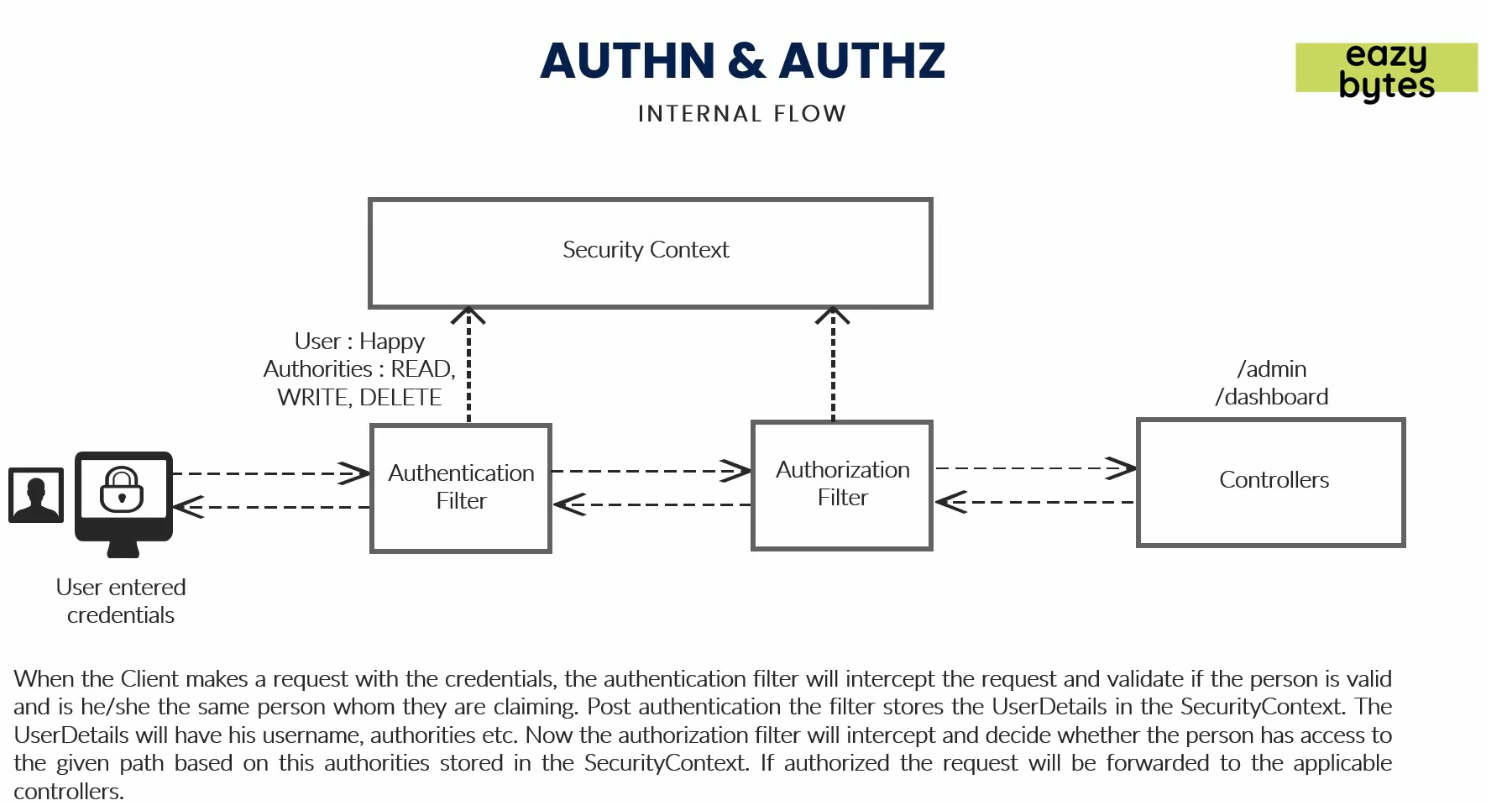 AUTHN & AUTHZ
INTERNAL FLOW
eazy
bytes
Security Context
User : Happy
Authorities : READ,
WRITE, DELETE
/admin
/dashboard
Authentication
Filter
Authorization
Filter
Controllers
User entered
credentials
When the Client makes a request with the credentials, the authentication filter will intercept the request and validate if the person is valid
and is he/she the same person whom they are claiming. Post authentication the filter stores the UserDetails in the SecurityContext. The
UserDetails will have his username, authorities etc. Now the authorization filter will intercept and decide whether the person has access to
the given path based on this authorities stored in the SecurityContext. If authorized the request will be forwarded to the applicable
controllers.